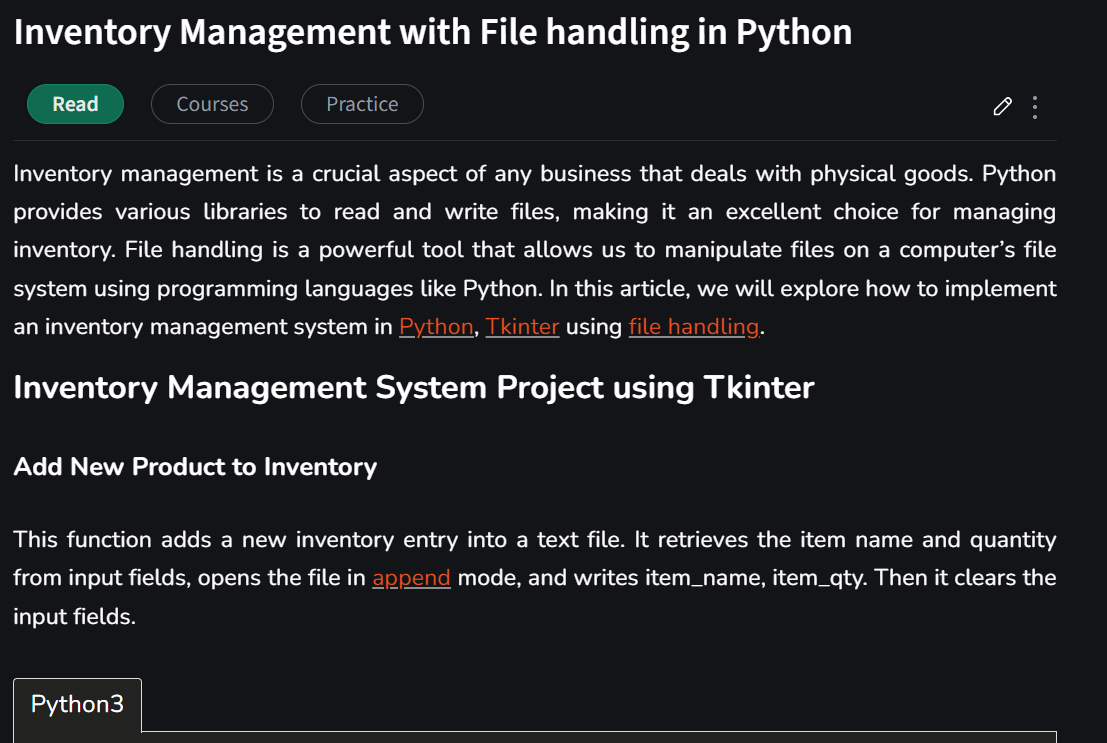 Inventory Management with File handling in Python
Read
Courses
Practice
Inventory management is a crucial aspect of any business that deals with physical goods. Python
provides various libraries to read and write files, making it an excellent choice for managing
inventory. File handling is a powerful tool that allows us to manipulate files on a computer’s file
system using programming languages like Python. In this article, we will explore how to implement
an inventory management system in Python, Tkinter using file handling.
Inventory Management System Project using Tkinter
Add New Product to Inventory
This function adds a new inventory entry into a text file. It retrieves the item name and quantity
from input fields, opens the file in append mode, and writes item_name, item_qty. Then it clears the
input fields.
Python3